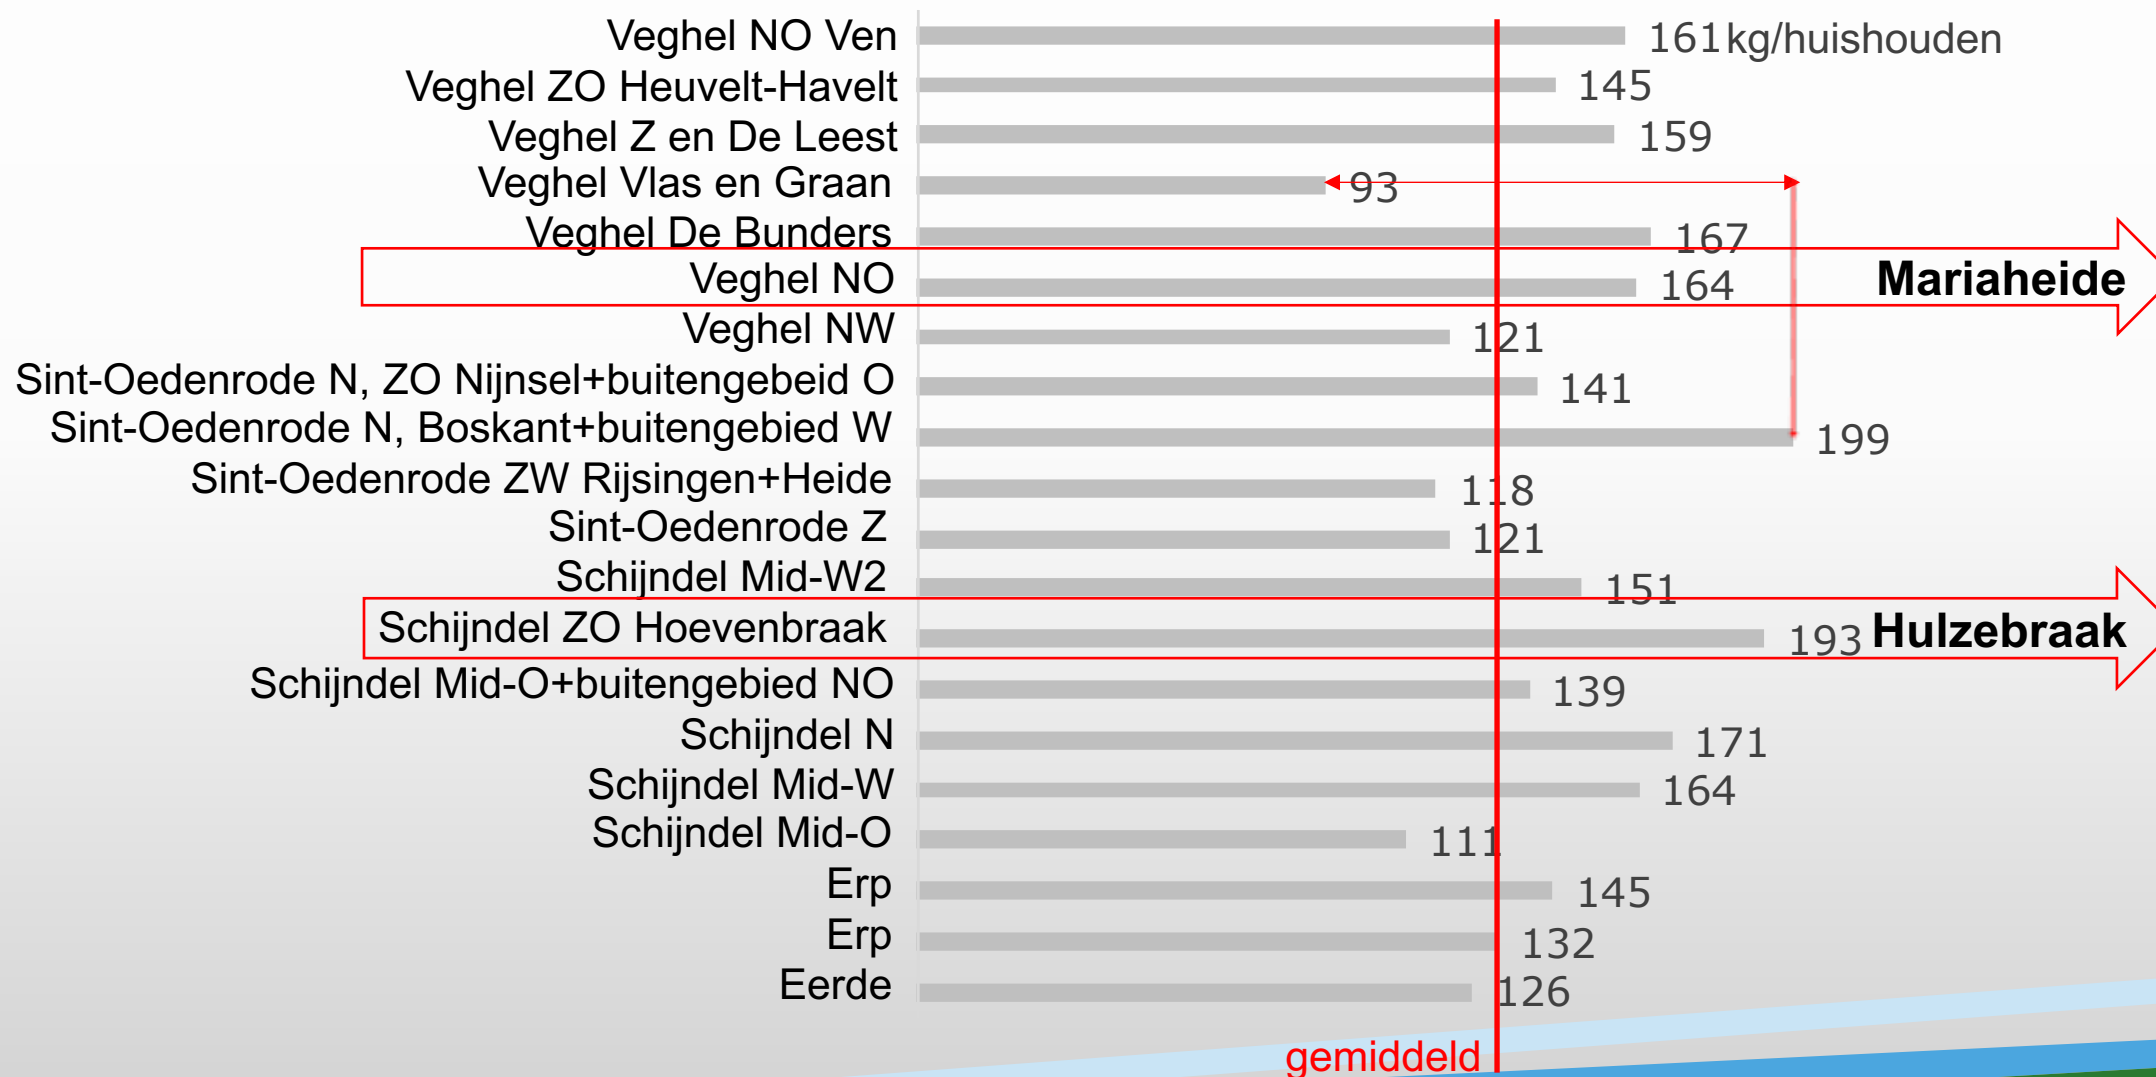 Veghel NO Ven 161 kg/huishouden
Veghel ZO Heuvelt-Havelt 145
Veghel Z en De Leest 159
Veghel Vlas en Graan 93
Veghel De Bunders 167
Veghel NO 164 Mariaheide
Veghel NW 121
Sint-Oedenrode N, ZO Nijnsel+buitengebeid O 141
Sint-Oedenrode N, Boskant+buitengebied W 199
Sint-Oedenrode ZW Rijsingen+Heide 118
Sint-Oedenrode Z 121
Schijndel Mid-W2 151
Schijndel ZO Hoevenbraak 193 Hulzebraak
Schijndel Mid-O+buitengebied NO 139
Schijndel N 171
Schijndel Mid-W 164
Schijndel Mid-O 111
Erp 145
Erp 132
Eerde 126
gemiddeld